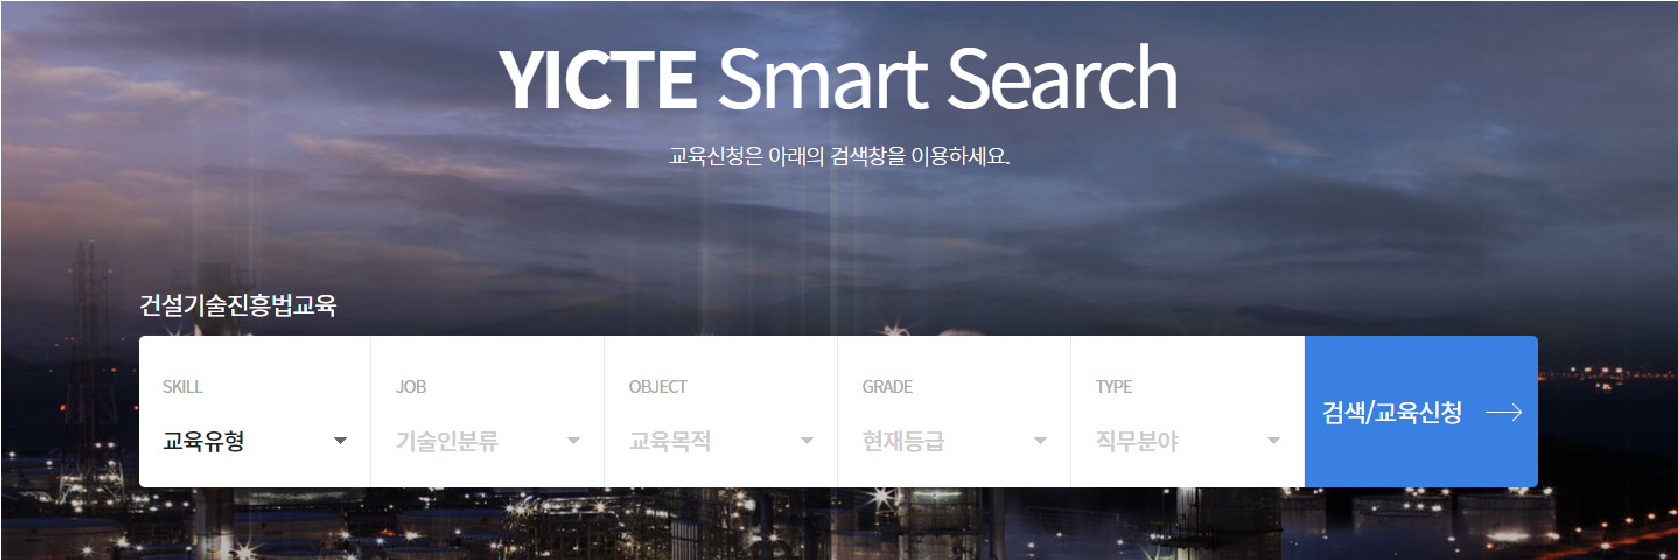 YICTE Smart Search
교육신청은 아래의 검색창을 이용하세요.
건설기술진흥법교육
SKILL JOB OBJECT GRADE TYPE
교육유형 기술인분류 교육목적 현재등급 직무분야
검색/교육신청